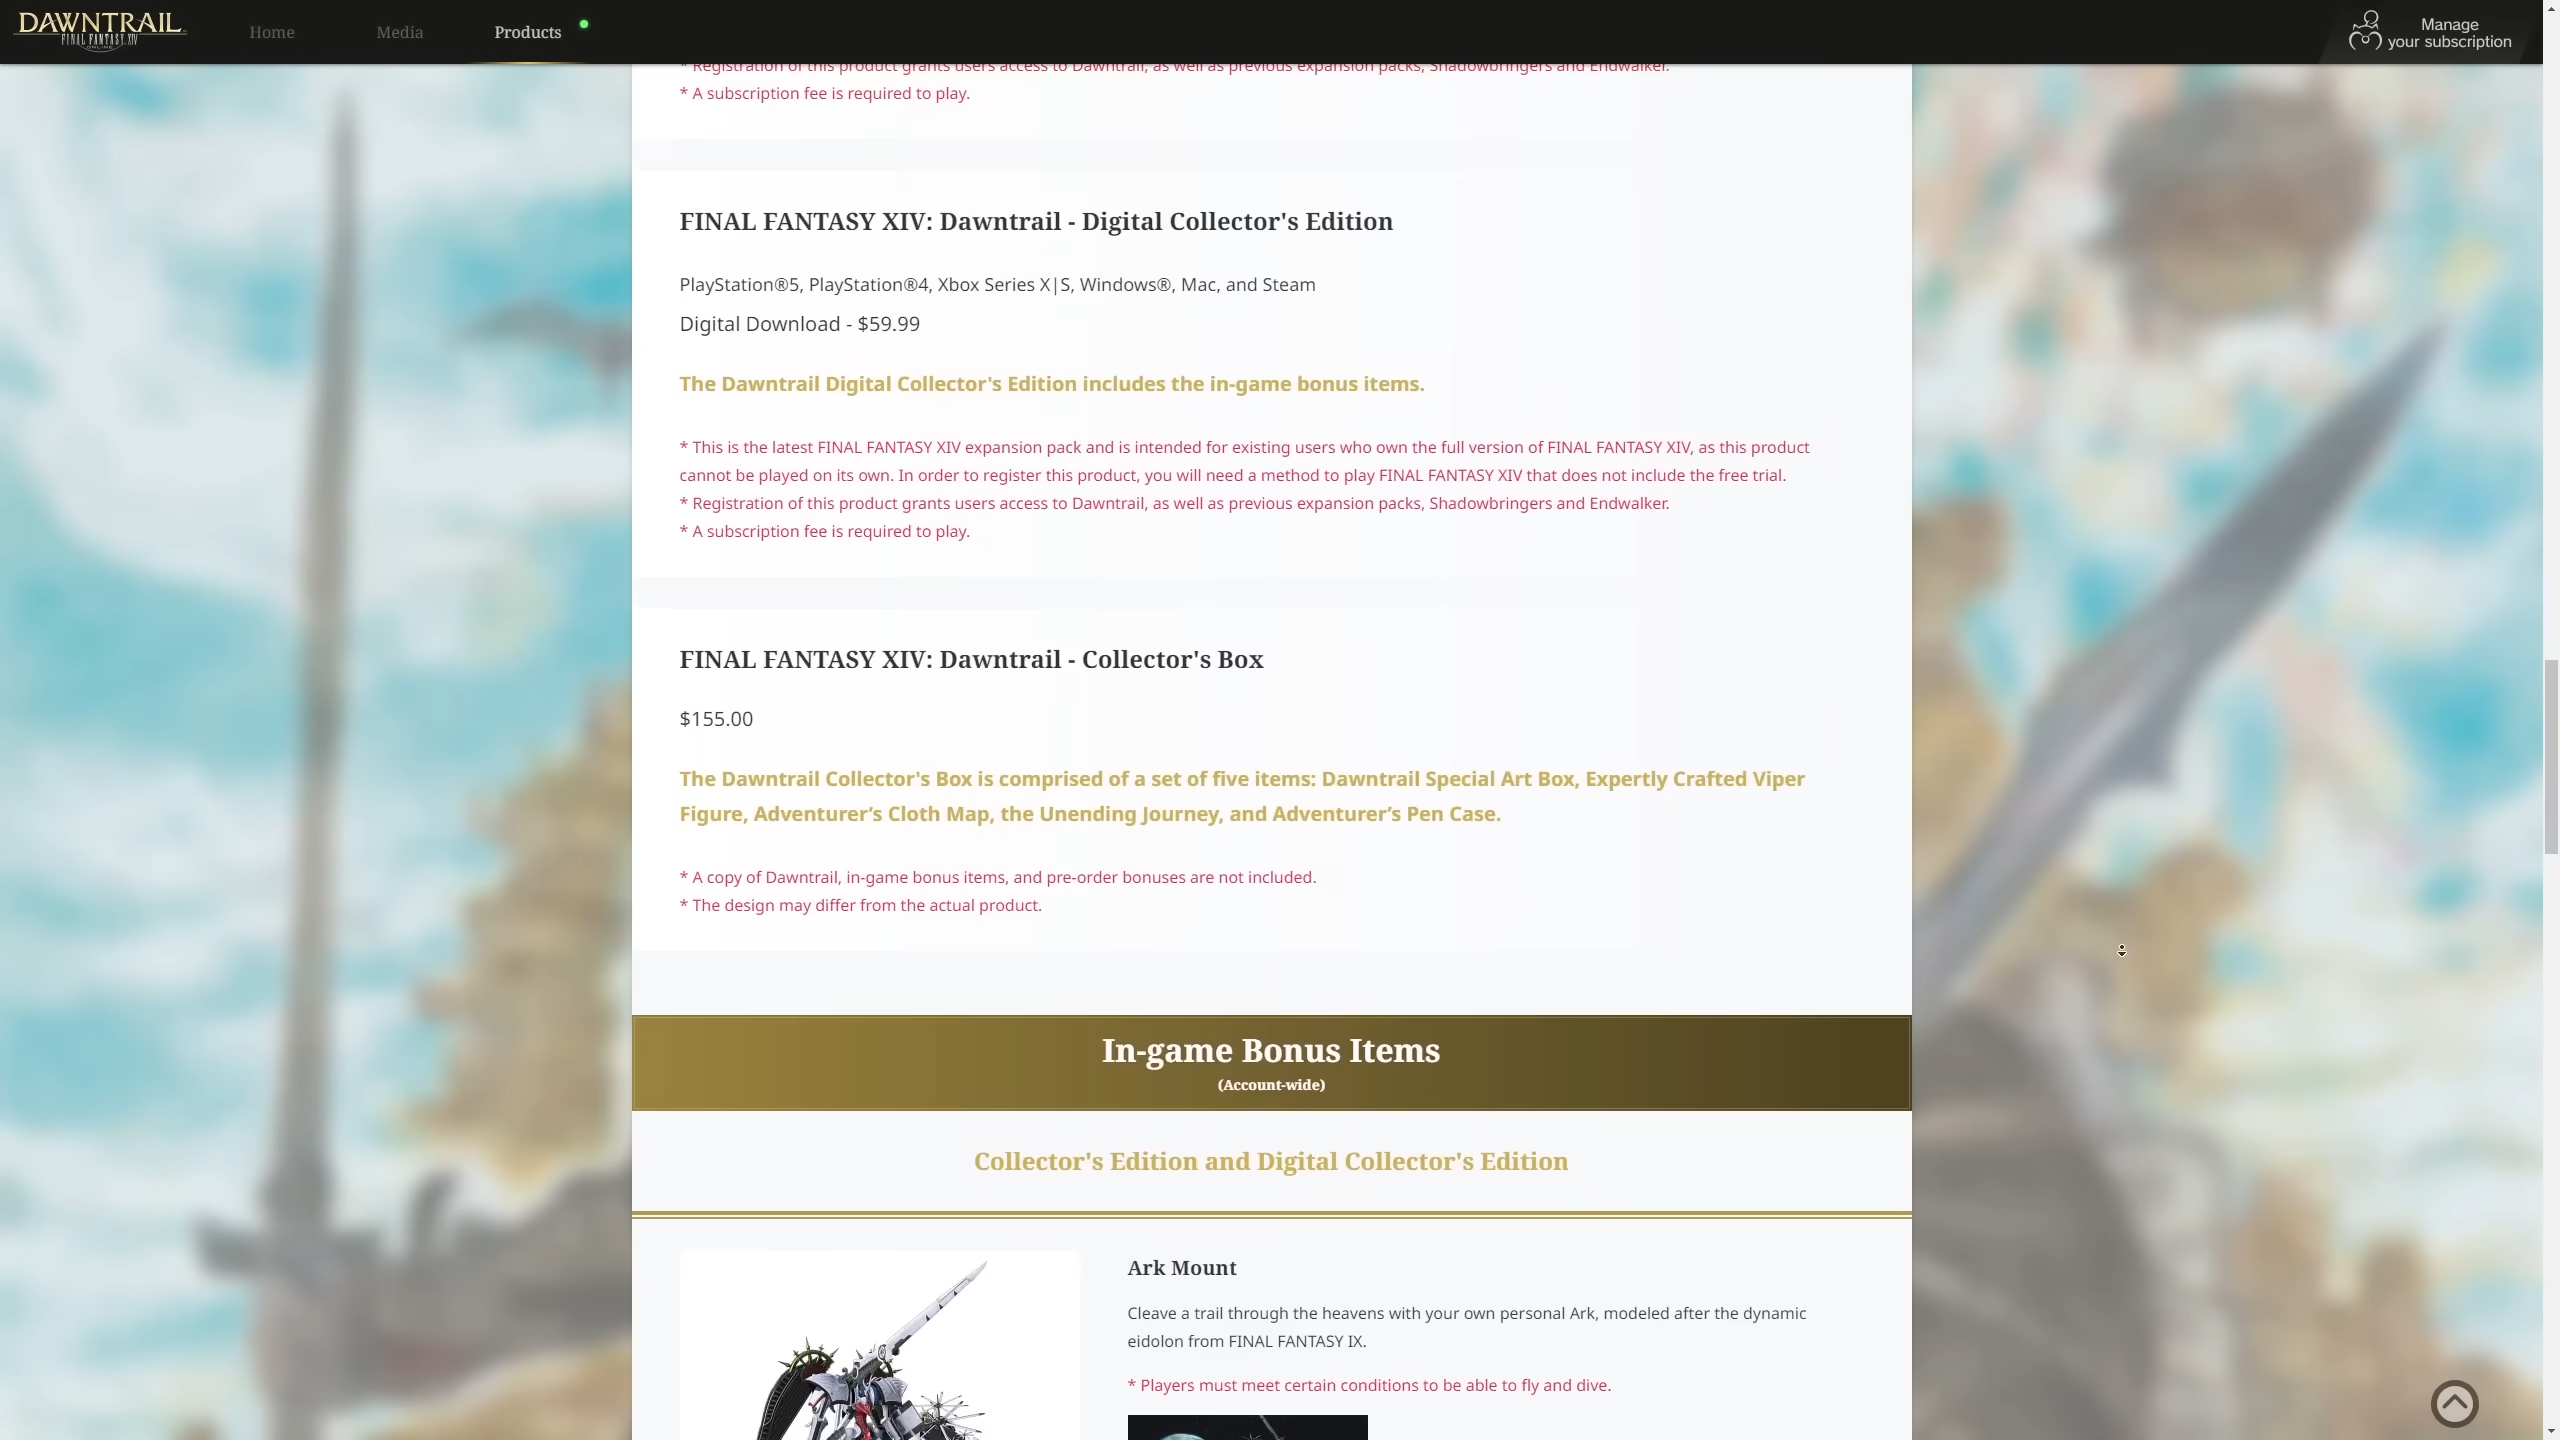 DAWNTRAIL
FINAL FANTASY XIV
ONLINE
Home
Media
Products
Manage
your subscription
* Registration of this product grants users access to Dawntrail, as well as previous expansion packs, Shadowbringers and Endwalker.
* A subscription fee is required to play.
FINAL FANTASY XIV: Dawntrail - Digital Collector's Edition
PlayStation®5, PlayStation®4, Xbox Series X|S, Windows®, Mac, and Steam
Digital Download - $59.99
The Dawntrail Digital Collector's Edition includes the in-game bonus items.
* This is the latest FINAL FANTASY XIV expansion pack and is intended for existing users who own the full version of FINAL FANTASY XIV, as this product
cannot be played on its own. In order to register this product, you will need a method to play FINAL FANTASY XIV that does not include the free trial.
* Registration of this product grants users access to Dawntrail, as well as previous expansion packs, Shadowbringers and Endwalker.
* A subscription fee is required to play.
FINAL FANTASY XIV: Dawntrail - Collector's Box
$155.00
The Dawntrail Collector's Box is comprised of a set of five items: Dawntrail Special Art Box, Expertly Crafted Viper
Figure, Adventurer’s Cloth Map, the Unending Journey, and Adventurer’s Pen Case.
* A copy of Dawntrail, in-game bonus items, and pre-order bonuses are not included.
* The design may differ from the actual product.
In-game Bonus Items
(Account-wide)
Collector's Edition and Digital Collector's Edition
Ark Mount
Cleave a trail through the heavens with your own personal Ark, modeled after the dynamic
eidolon from FINAL FANTASY IX.
* Players must meet certain conditions to be able to fly and dive.